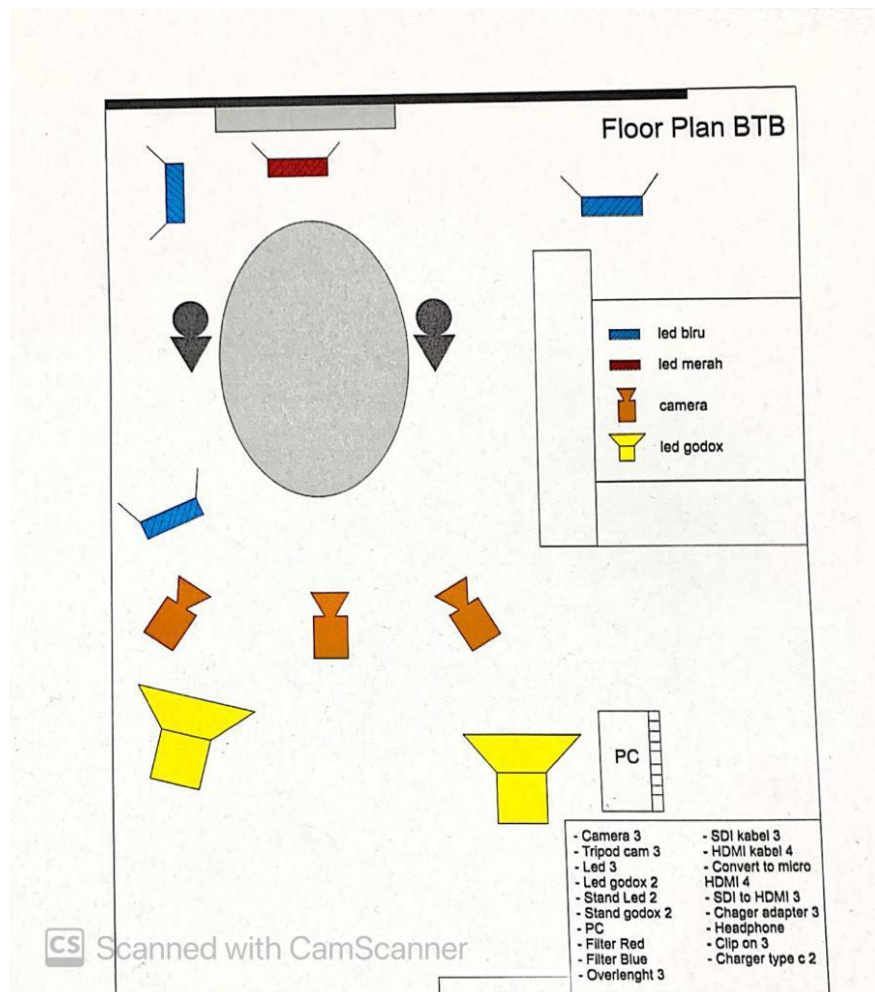 Floor Plan BTB
led biru
led merah
camera
led godox
PC
- Camera 3
- Tripod cam 3
- Led 3
- Led godox 2
- Stand Led 2
- Stand godox 2
- PC
- Filter Red
- Filter Blue
- Overlenght 3
- SDI kabel 3
- HDMI kabel 4
- Convert to micro
HDMI 4
- SDI to HDMI 3
- Chager adapter 3
- Headphone
- Clip on 3
- Charger type c 2
CS Scanned with CamScanner